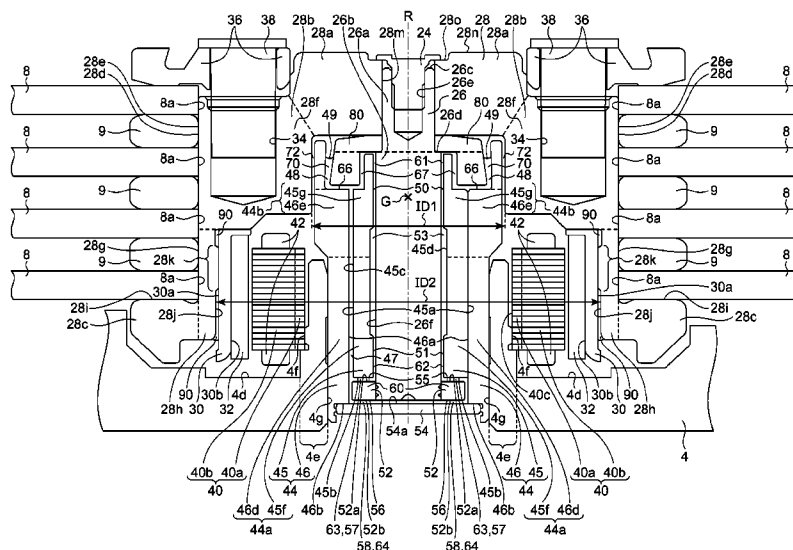 R
36 38 28b 28a 26b 26a 28m 24 28o 28n 28 28a 28b 38 36
26c
26e
26
26d
28e
28d
8 8a 28f 49 80 80 49 28f 34 8a 8
9 34 72 70 48 66 61 67 50 66 72 70 48 9
28e
28d
8 8a 8a 8
9 44b 45g 46e G ID1 45g 46e 44b 9
8 8a 90 42 53 45d 42 90 8a 8
28g 9 28k 45c 28k 28g 9
8 8a 30a ID2 45a 30a 8a 8
28i 28j 26f 46a 28j 28i
28c 4f 47 51 62 55 4f 40c 28c
90 28h 30 30b 32 4d 4g 60 4g 4d 32 30b 30 90 28h
4e 54a 54 4e 4
40b 40a 45 46 45b 52 52 45b 46 45 40a 40b
40 44 46b 56 56 46b 44 40
46d 45f 52a 52a 45f 46d
44a 63,57 52b 52b 63,57 44a
58,64 58,64